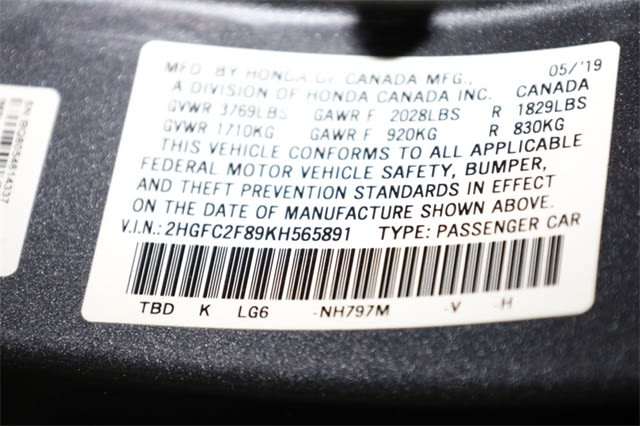 MFD. BY HONDA OF CANADA MFG., 05/'19
A DIVISION OF HONDA CANADA INC. CANADA
GVWR 3769LBS GAWR F 2028LBS R 1829LBS
GVWR 1710KG GAWR F 920KG R 830KG
THIS VEHICLE CONFORMS TO ALL APPLICABLE
FEDERAL MOTOR VEHICLE SAFETY, BUMPER,
AND THEFT PREVENTION STANDARDS IN EFFECT
ON THE DATE OF MANUFACTURE SHOWN ABOVE.
V.I.N.: 2HGFC2F89KH565891 TYPE: PASSENGER CAR
TBD K LG6 -NH797M -V -H